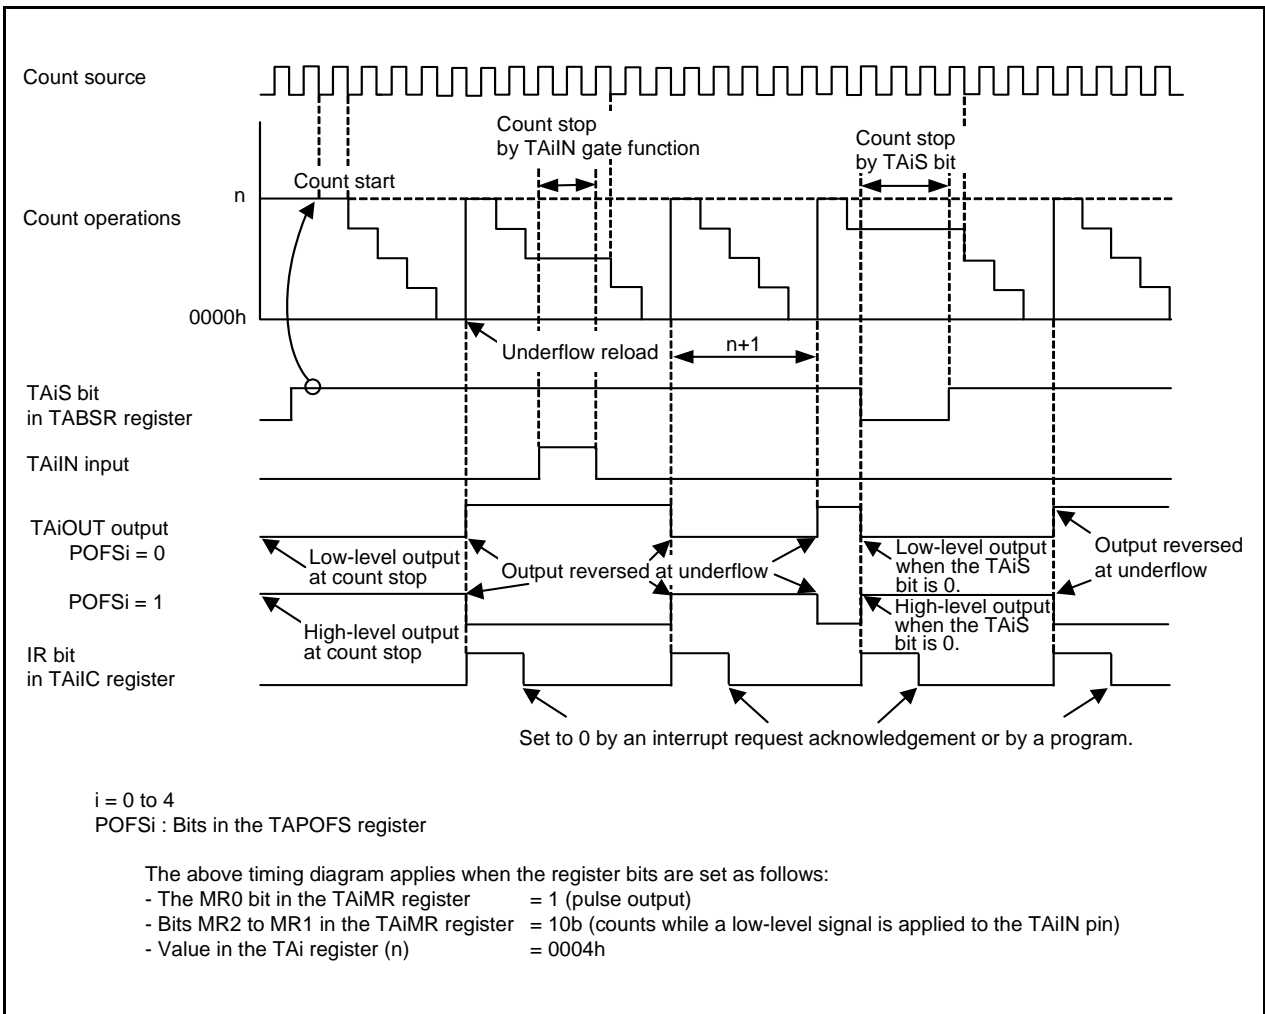 Count source
Count stop
by TAiIN gate function
Count stop
by TAiS bit
Count start
n
Count operations
0000h
Underflow reload
n+1
TAiS bit
in TABSR register
TAiIN input
TAiOUT output
POFSi = 0
Low-level output
at count stop
Output reversed at underflow
Low-level output
when the TAiS
bit is 0.
Output reversed
at underflow
POFSi = 1
High-level output
at count stop
High-level output
when the TAiS
bit is 0.
IR bit
in TAiIC register
Set to 0 by an interrupt request acknowledgement or by a program.
i = 0 to 4
POFSi : Bits in the TAPOFS register
The above timing diagram applies when the register bits are set as follows:
- The MR0 bit in the TAiMR register = 1 (pulse output)
- Bits MR2 to MR1 in the TAiMR register = 10b (counts while a low-level signal is applied to the TAiIN pin)
- Value in the TAi register (n) = 0004h